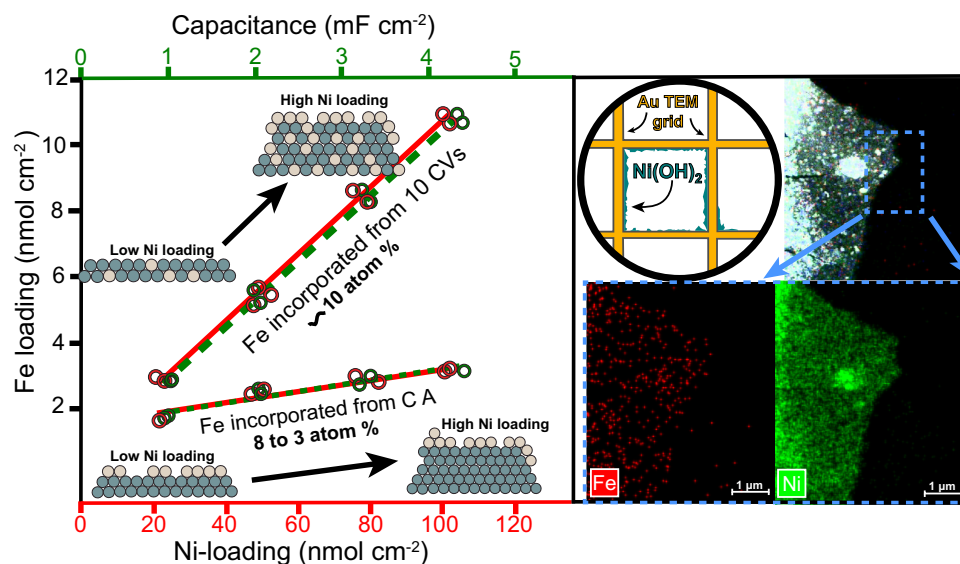 Capacitance (mF cm-2)
0 1 2 3 4 5
12
10
8
6
4
2
Fe loading (nmol cm-2)
High Ni loading
Low Ni loading
Fe incorporated from 10 CVs
~ 10 atom %
Fe incorporated from C A
8 to 3 atom %
Low Ni loading
High Ni loading
0 20 40 60 80 100 120
Ni-loading (nmol cm-2)
Au TEM
grid
Ni(OH)2
Fe
1 µm
Ni
1 µm